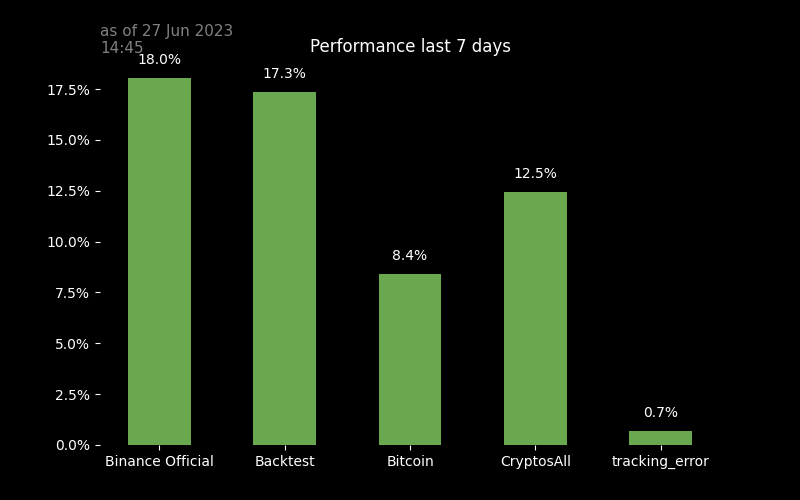 as of 27 Jun 2023
14:45
Performance last 7 days
18.0%
17.3%
8.4%
12.5%
0.7%
17.5%
15.0%
12.5%
10.0%
7.5%
5.0%
2.5%
0.0%
Binance Official
Backtest
Bitcoin
CryptosAll
tracking_error